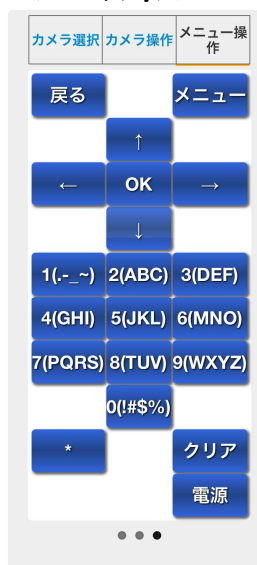 カメラ選択 カメラ操作 メニュー操
作
戻る メニュー
↑
← OK →
↓
1(.-_~) 2(ABC) 3(DEF)
4(GHI) 5(JKL) 6(MNO)
7(PQRS) 8(TUV) 9(WXYZ)
0(!#$%)
* クリア
電源